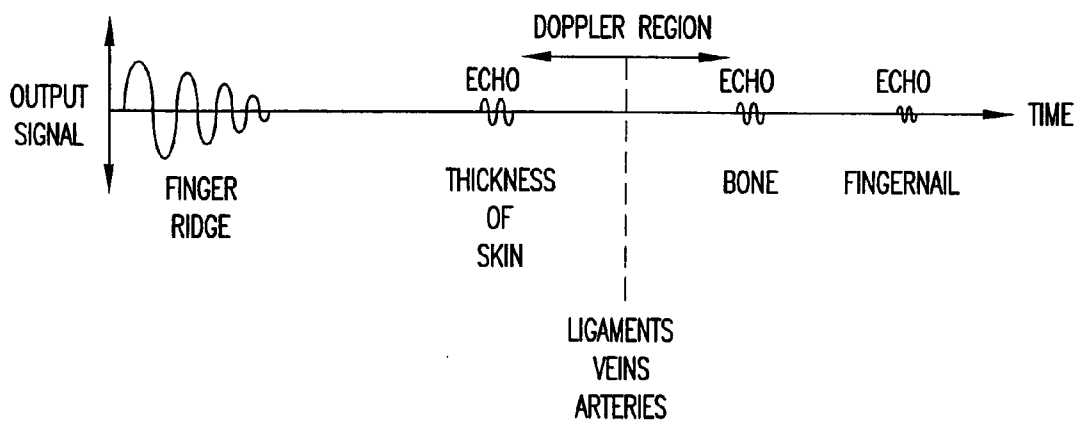 DOPPLER REGION
ECHO
ECHO
ECHO
OUTPUT
SIGNAL
TIME
FINGER
RIDGE
THICKNESS
OF
SKIN
BONE
FINGERNAIL
LIGAMENTS
VEINS
ARTERIES